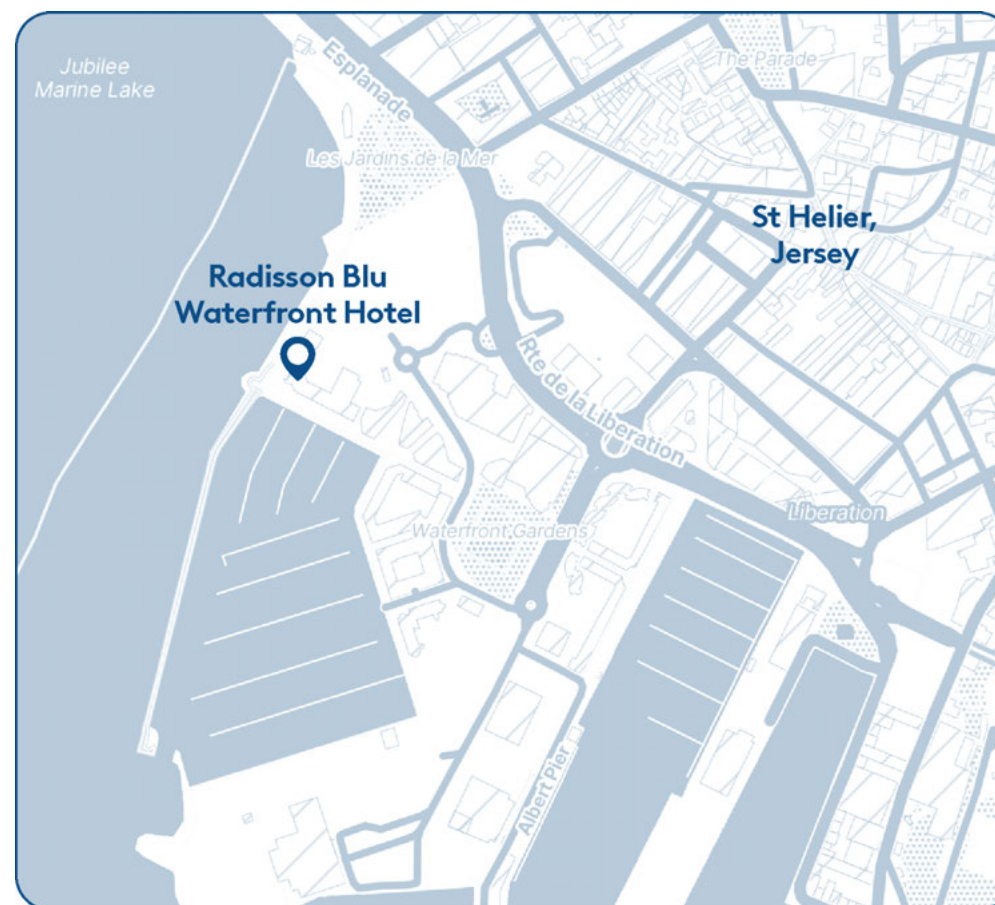 Jubilee
Marine Lake
Esplanade
The Parade
Les Jardins de la Mer
St Helier,
Jersey
Radisson Blu
Waterfront Hotel
Rte de la Liberation
Liberation
Waterfront Gardens
Albert Pier